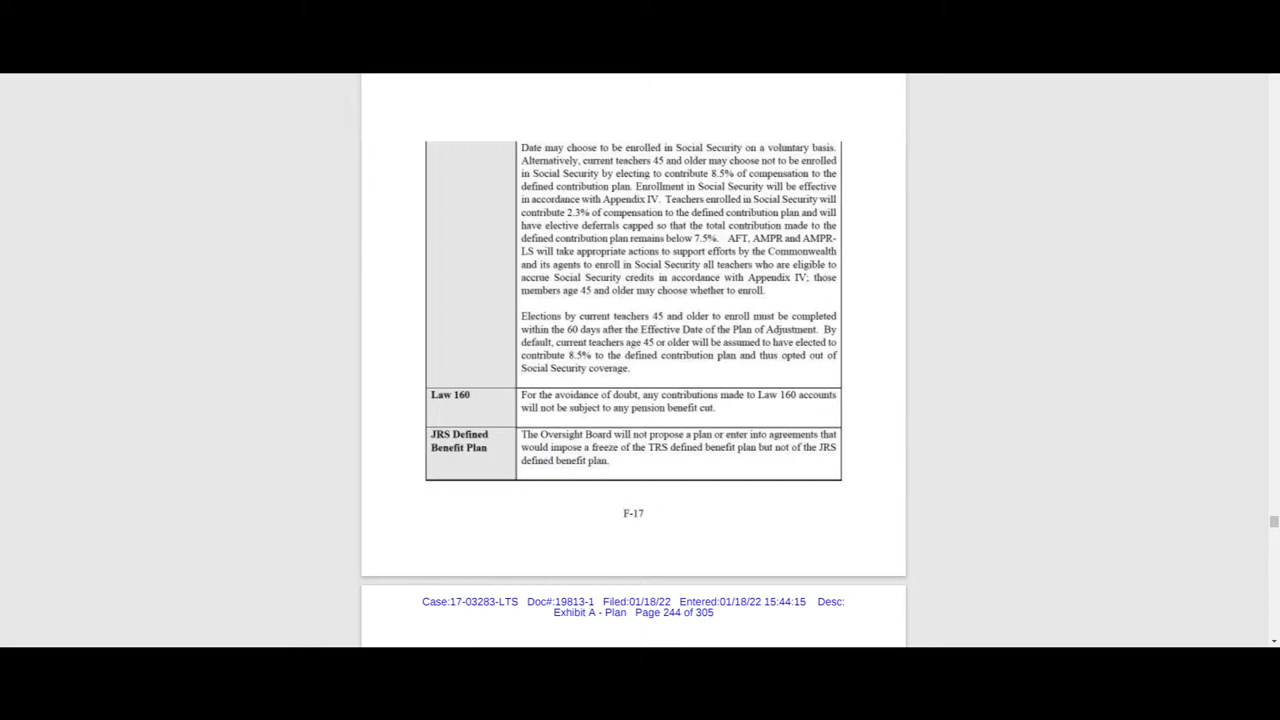 Date may choose to be enrolled in Social Security on a voluntary basis.
Alternatively, current teachers 45 and older may choose not to be enrolled
in Social Security by electing to contribute 8.5% of compensation to the
defined contribution plan. Enrollment in Social Security will be effective
in accordance with Appendix IV. Teachers enrolled in Social Security will
contribute 2.3% of compensation to the defined contribution plan and will
have elective deferrals capped so that the total contribution made to the
defined contribution plan remains below 7.5%. AFT, AMPR and AMPR-
LS will take appropriate actions to support efforts by the Commonwealth
and its agents to enroll in Social Security all teachers who are eligible to
accrue Social Security credits in accordance with Appendix IV; those
members age 45 and older may choose whether to enroll.
Elections by current teachers 45 and older to enroll must be completed
within the 60 days after the Effective Date of the Plan of Adjustment. By
default, current teachers age 45 or older will be assumed to have elected to
contribute 8.5% to the defined contribution plan and thus opted out of
Social Security coverage.
Law 160
For the avoidance of doubt, any contributions made to Law 160 accounts
will not be subject to any pension benefit cut.
JRS Defined
Benefit Plan
The Oversight Board will not propose a plan or enter into agreements that
would impose a freeze of the TRS defined benefit plan but not of the JRS
defined benefit plan.
F-17
Case:17-03283-LTS Doc#:19813-1 Filed:01/18/22 Entered:01/18/22 15:44:15 Desc:
Exhibit A - Plan Page 244 of 305